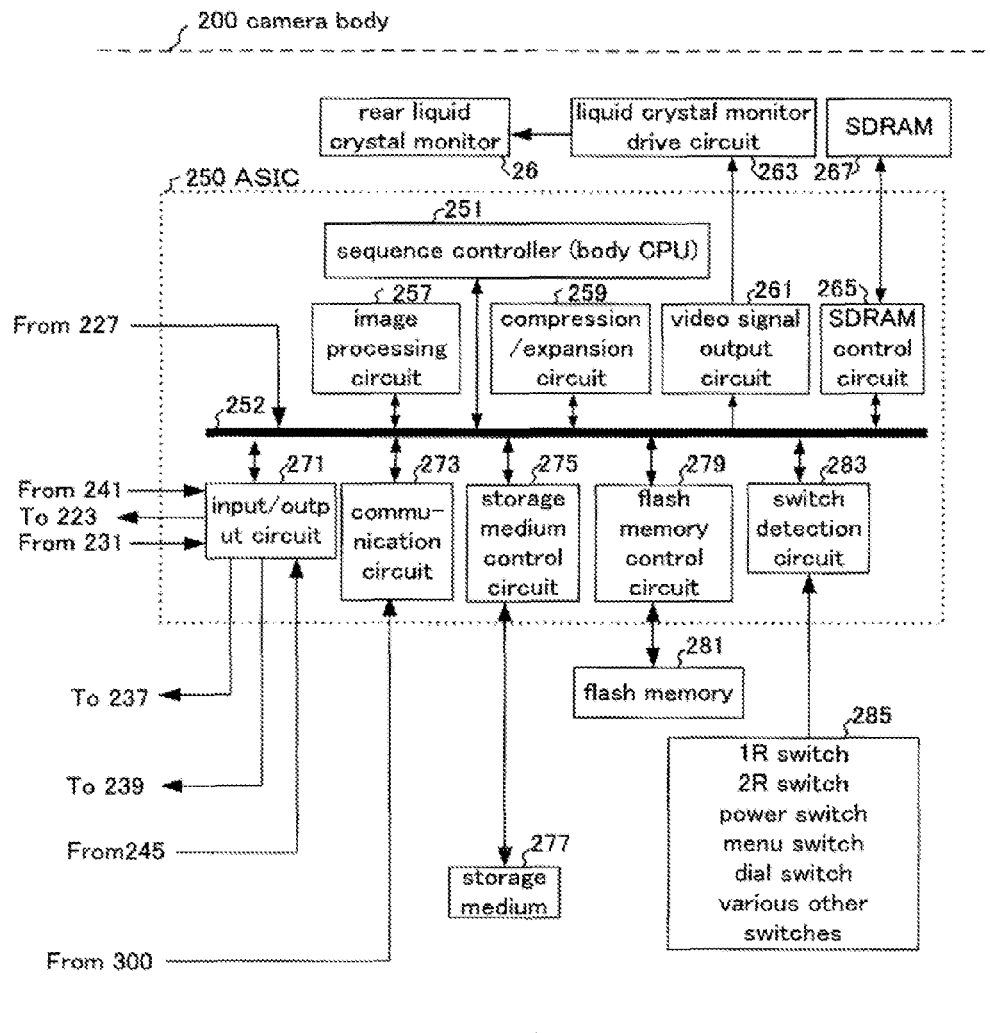 200 camera body
rear liquid
crystal monitor
26
liquid crystal monitor
drive circuit
263
SDRAM
267
250 ASIC
251
sequence controller (body CPU)
257
image
processing
circuit
259
compression
/expansion
circuit
261
video signal
output
circuit
265
SDRAM
control
circuit
From 227
252
From 241
To 223
From 231
271
input/outp
ut circuit
273
commu-
nication
circuit
275
storage
medium
control
circuit
279
flash
memory
control
circuit
283
switch
detection
circuit
281
flash memory
To 237
To 239
From245
277
storage
medium
285
1R switch
2R switch
power switch
menu switch
dial switch
various other
switches
From 300